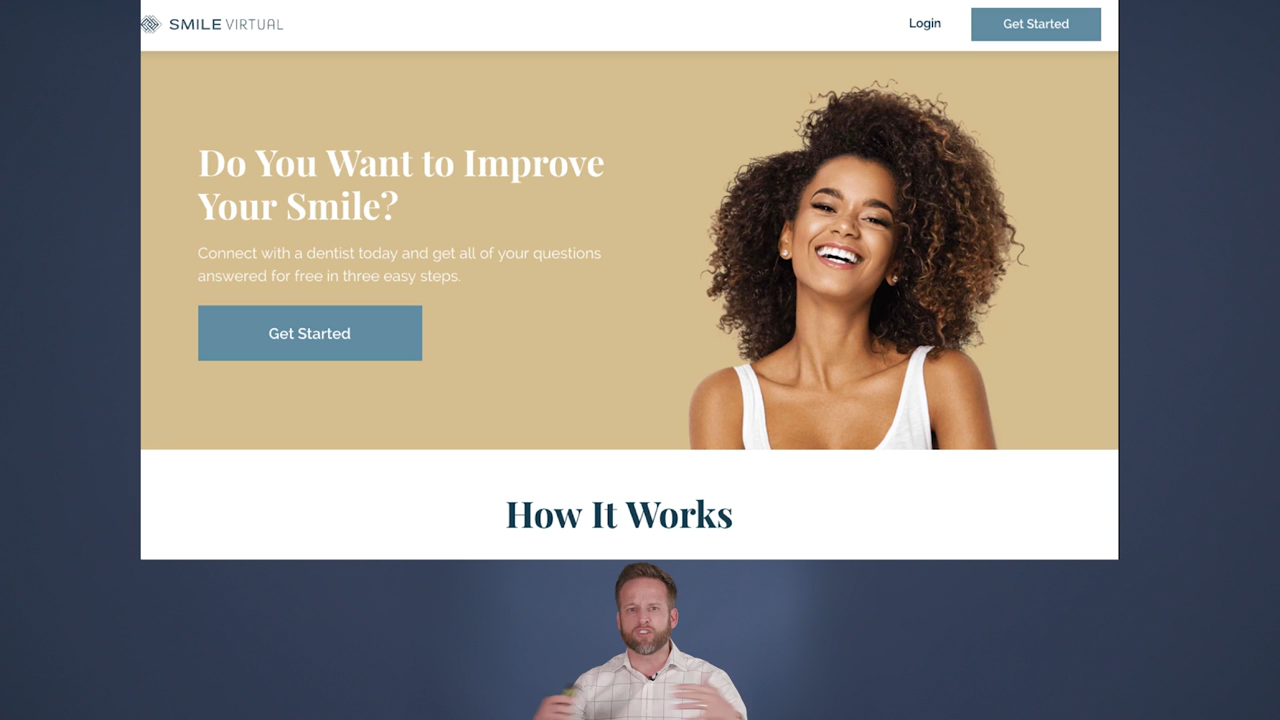 SMILE VIRTUAL
Login
Get Started
Do You Want to Improve
Your Smile?
Connect with a dentist today and get all of your questions
answered for free in three easy steps.
Get Started
How It Works